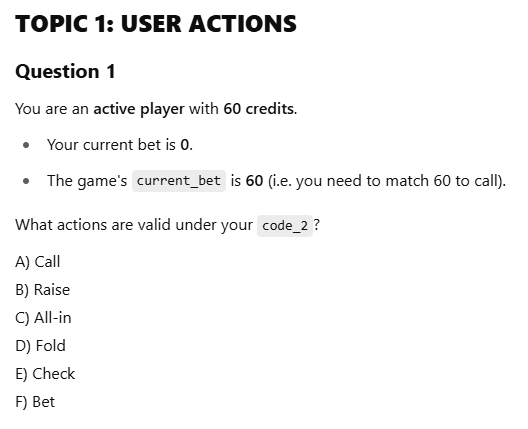 TOPIC 1: USER ACTIONS
Question 1
You are an active player with 60 credits.
• Your current bet is 0.
• The game's current_bet is 60 (i.e. you need to match 60 to call).
What actions are valid under your code_2?
A) Call
B) Raise
C) All-in
D) Fold
E) Check
F) Bet